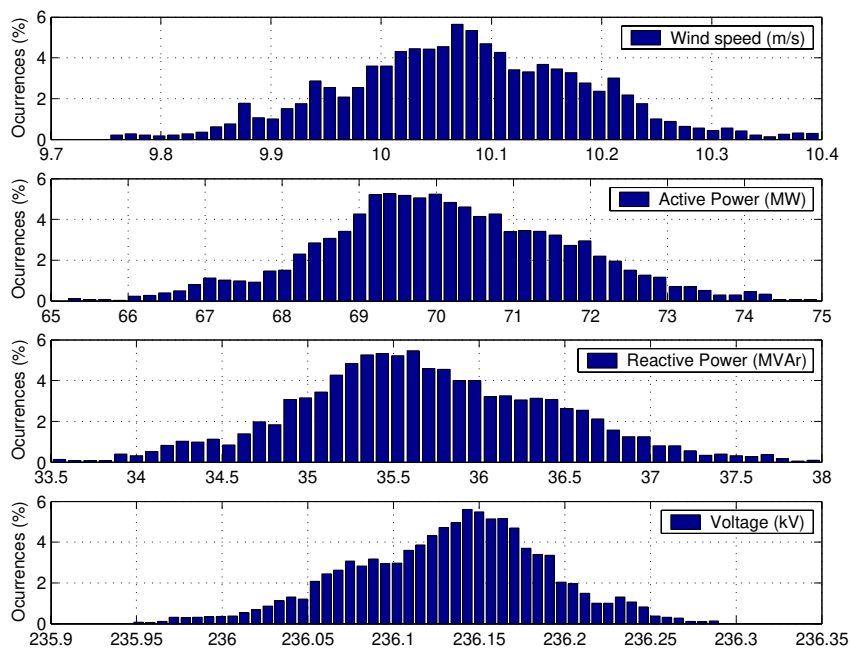 6
4
2
0
Ocurrences (%)
Wind speed (m/s)
9.7 9.8 9.9 10 10.1 10.2 10.3 10.4
6
4
2
0
Ocurrences (%)
Active Power (MW)
65 66 67 68 69 70 71 72 73 74 75
6
4
2
0
Ocurrences (%)
Reactive Power (MVAr)
33.5 34 34.5 35 35.5 36 36.5 37 37.5 38
6
4
2
0
Ocurrences (%)
Voltage (kV)
235.9 235.95 236 236.05 236.1 236.15 236.2 236.25 236.3 236.35